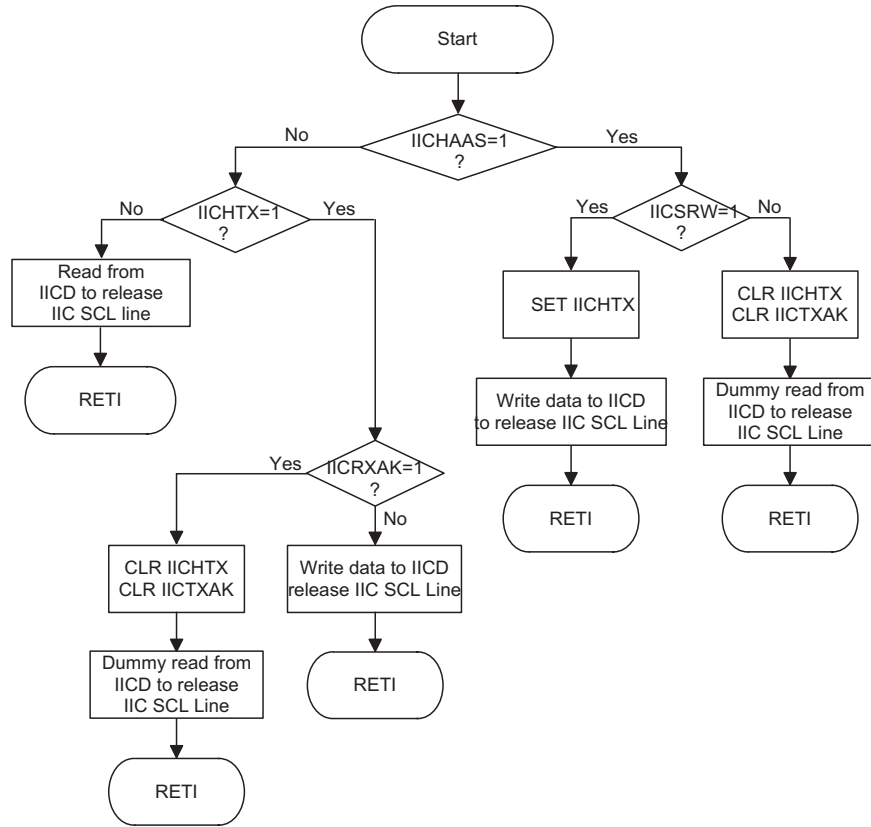 Start
IICHAAS=1
?
No
Yes
IICHTX=1
?
No
Yes
IICSRW=1
?
Yes
No
Read from
IICD to release
IIC SCL line
RETI
SET IICHTX
CLR IICHTX
CLR IICTXAK
Write data to IICD
to release IIC SCL Line
Dummy read from
IICD to release
IIC SCL Line
RETI
RETI
IICRXAK=1
?
Yes
No
CLR IICHTX
CLR IICTXAK
Write data to IICD
release IIC SCL Line
Dummy read from
IICD to release
IIC SCL Line
RETI
RETI